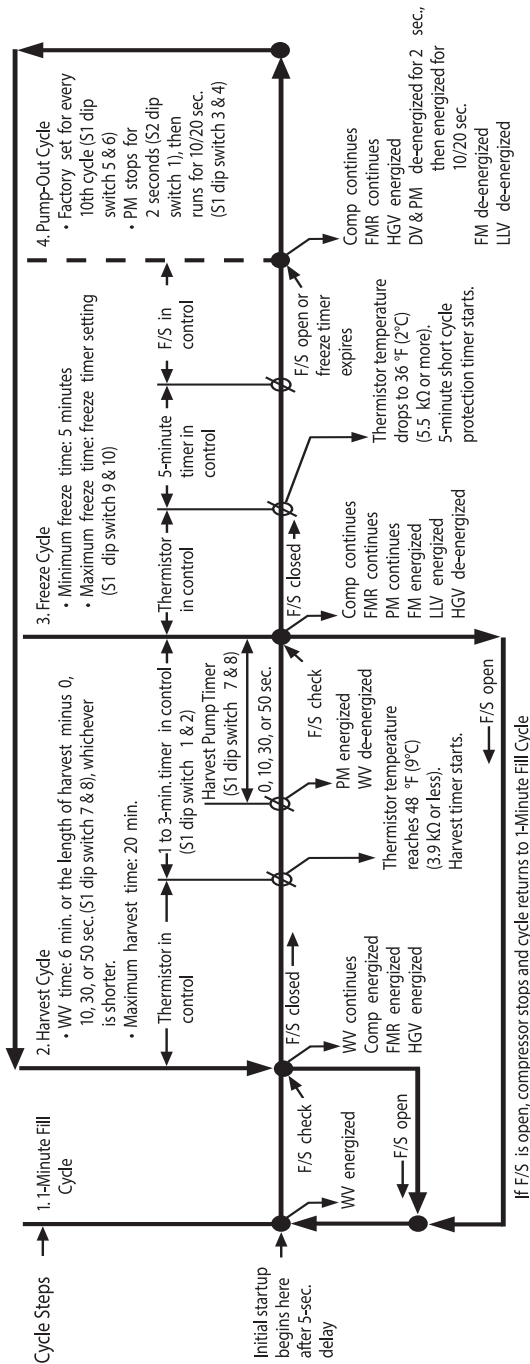 Cycle Steps
1. 1-Minute Fill
Cycle
2. Harvest Cycle
• WV time: 6 min. or the length of harvest minus 0,
10, 30, or 50 sec. (S1 dip switch 7 & 8), whichever
is shorter.
• Maximum harvest time: 20 min.
3. Freeze Cycle
• Minimum freeze time: 5 minutes
• Maximum freeze time: freeze timer setting
(S1 dip switch 9 & 10)
4. Pump-Out Cycle
• Factory set for every
10th cycle (S1 dip
switch 5 & 6)
• PM stops for
2 seconds (S2 dip
switch 1), then
runs for 10/20 sec.
(S1 dip switch 3 & 4)
Thermistor in
control
1 to 3-min. timer in control
(S1 dip switch 1 & 2)
Harvest Pump Timer
(S1 dip switch 7 & 8)
0, 10, 30, or 50 sec.
Thermistor
in control
5-minute
timer in
control
F/S in
control
Initial startup
begins here
after 5-sec.
delay
WV energized
F/S check
F/S closed
WV continues
Comp energized
FMR energized
HGV energized
F/S open
Thermistor temperature
reaches 48 °F (9°C)
(3.9 kΩ or less).
Harvest timer starts.
PM energized
WV de-energized
F/S check
F/S closed
Comp continues
FMR continues
PM continues
FM energized
LLV energized
HGV de-energized
F/S open
Thermistor temperature
drops to 36 °F (2°C)
(5.5 kΩ or more).
5-minute short cycle
protection timer starts.
F/S open or
freeze timer
expires
Comp continues
FMR continues
HGV energized
DV & PM de-energized for 2 sec.,
then energized for
10/20 sec.
FM de-energized
LLV de-energized
If F/S is open, compressor stops and cycle returns to 1-Minute Fill Cycle